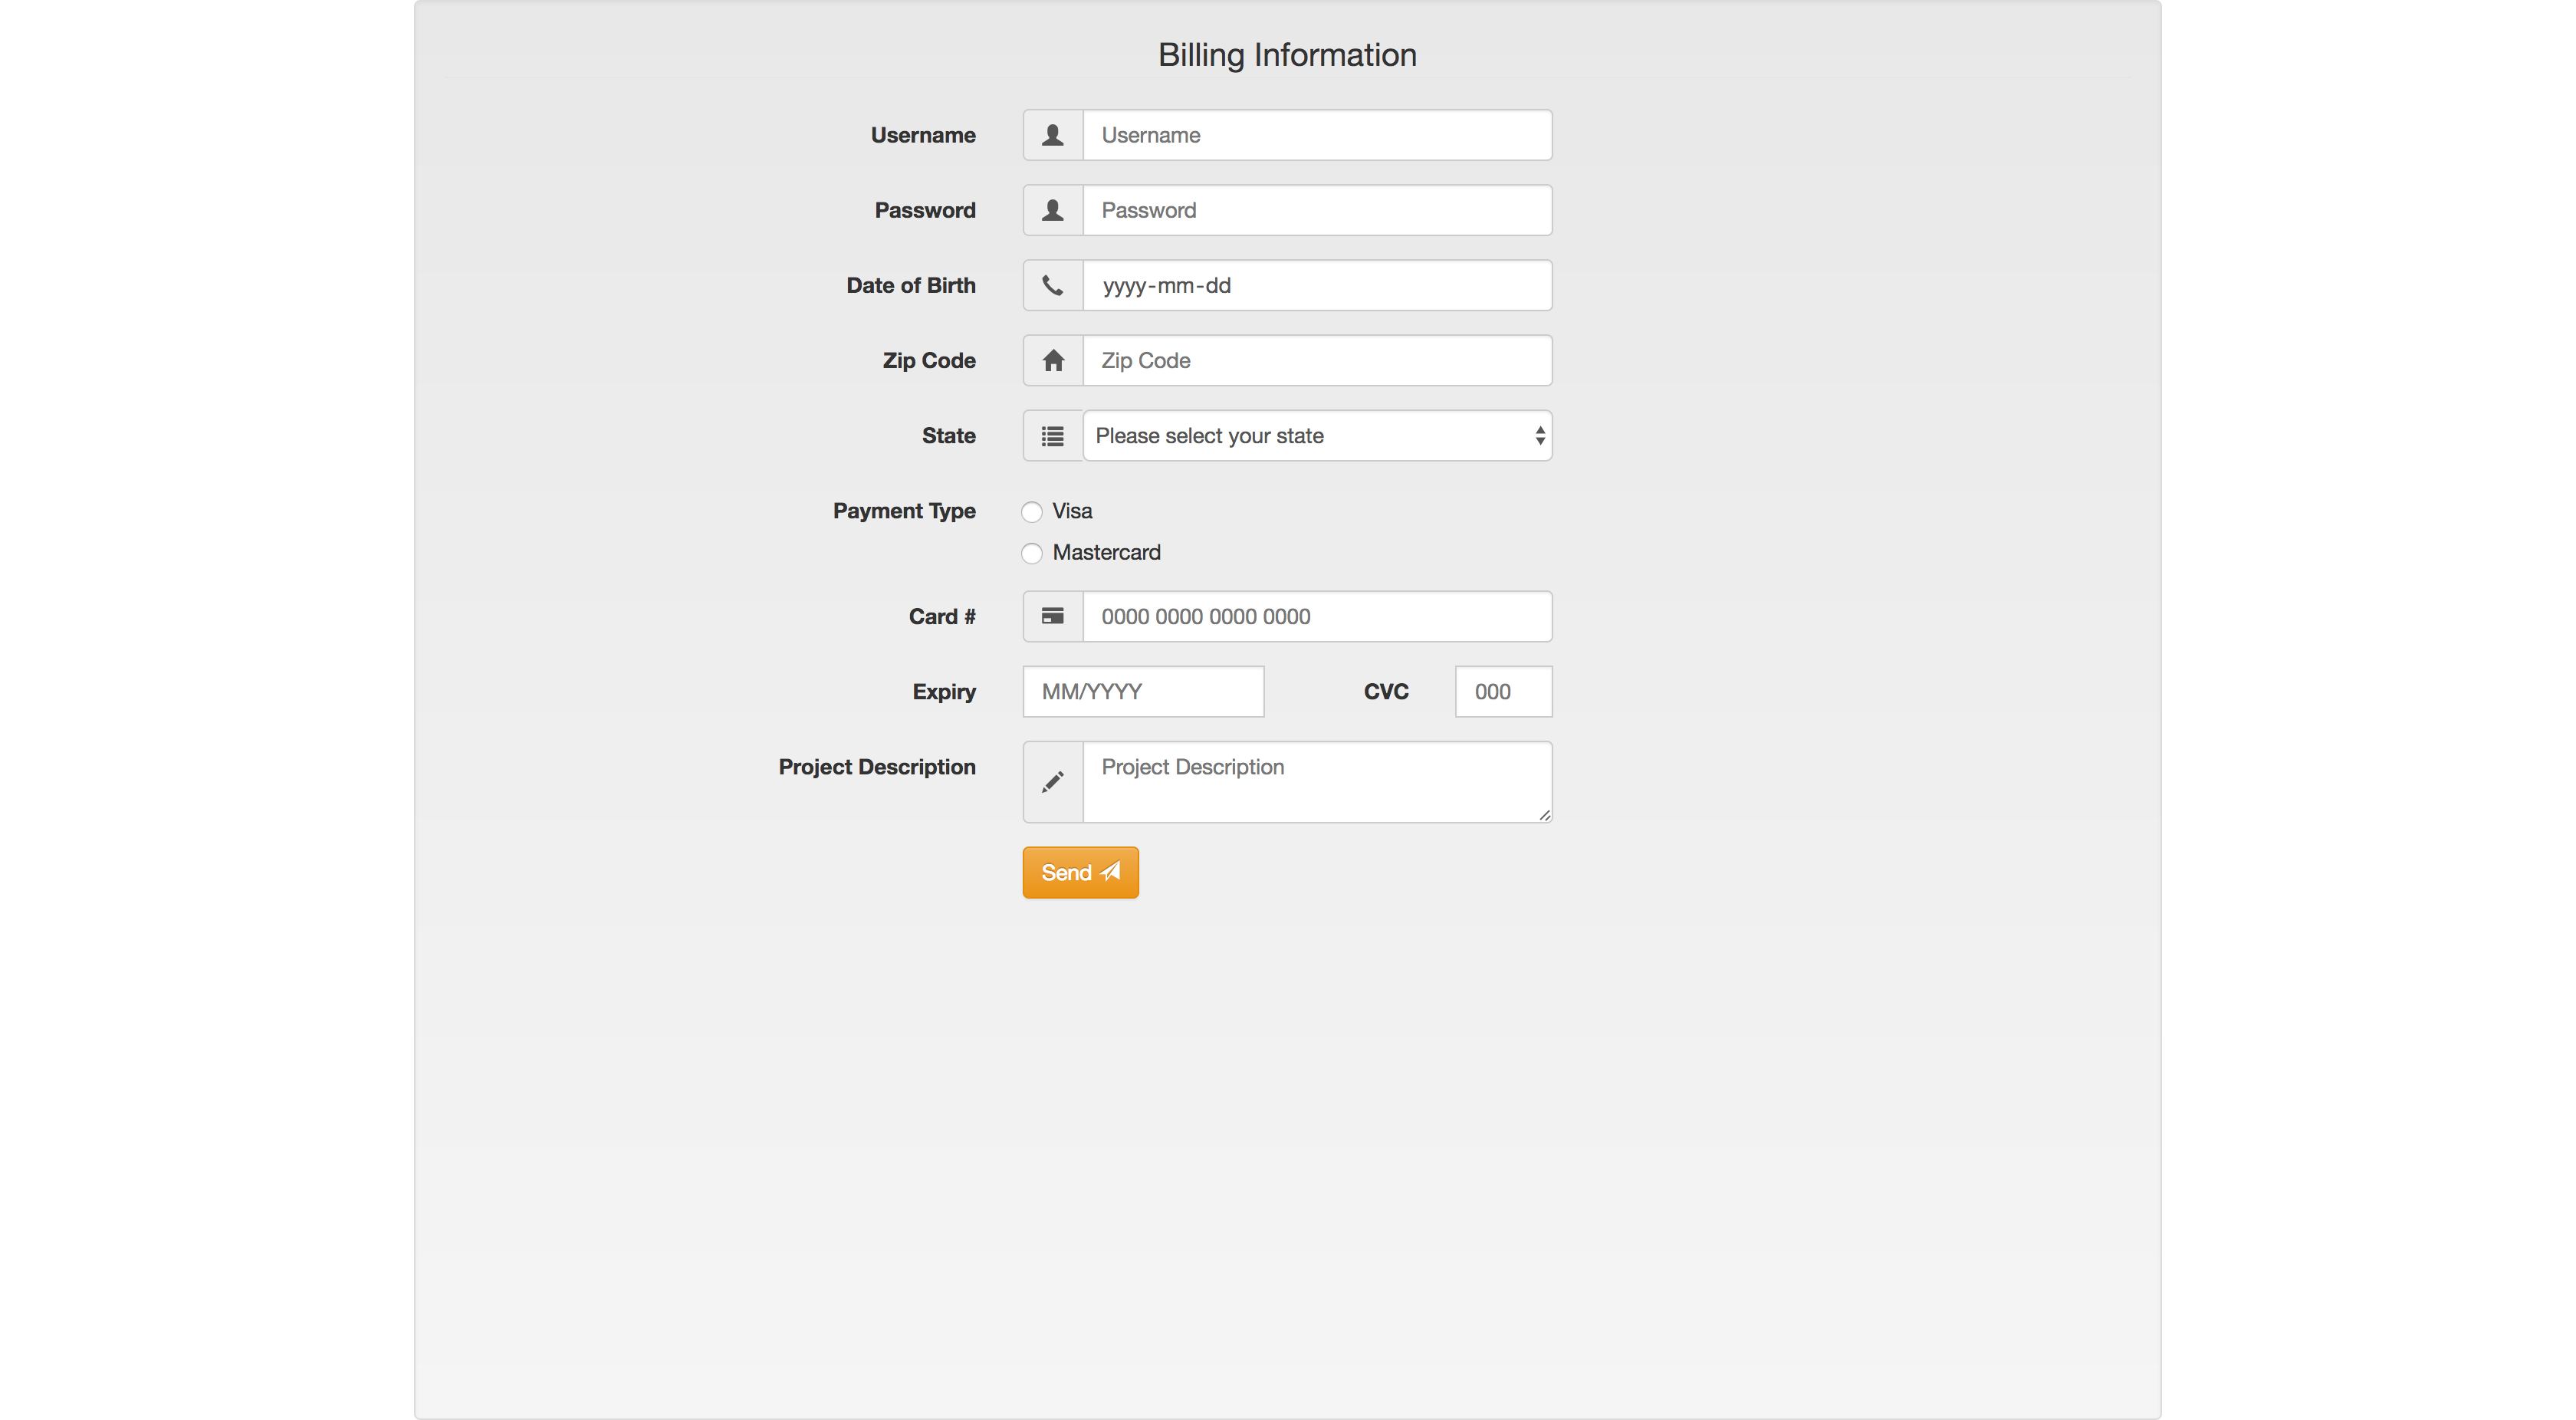 Billing Information
Username Username
Password Password
Date of Birth yyyy-mm-dd
Zip Code Zip Code
State Please select your state
Payment Type Visa
Mastercard
Card # 0000 0000 0000 0000
Expiry MM/YYYY CVC 000
Project Description Project Description
Send